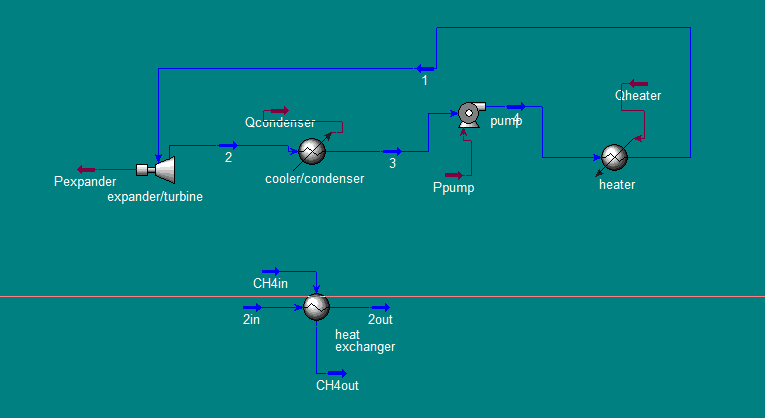 1
Qheater
Qcondenser
pump
4
2
3
cooler/condenser
Ppump
heater
Pexpander
expander/turbine
CH4in
2in
2out
heat
exchanger
CH4out